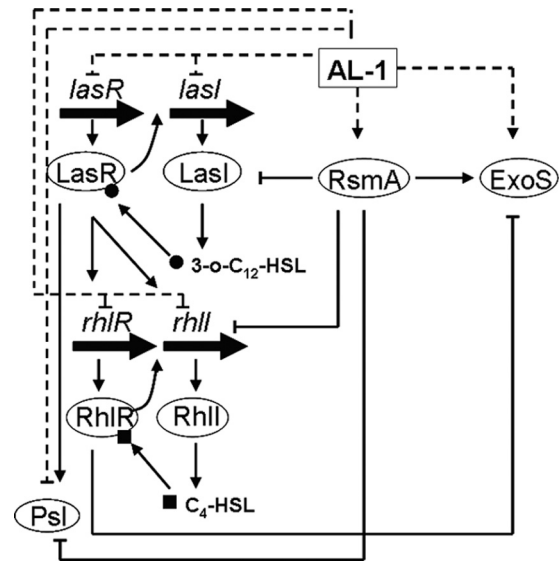 AL-1
lasR
lasI
LasR
LasI
RsmA
ExoS
3-o-C12-HSL
rhlR
rhlI
RhlR
RhlI
C4-HSL
Psl